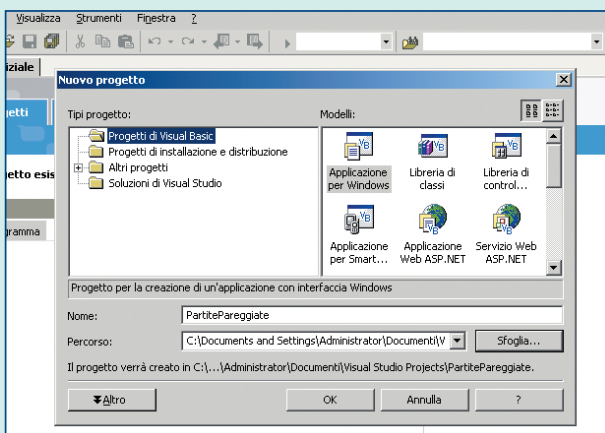 Visualizza Strumenti Finestra ?
iziale
Nuovo progetto
getti
Tipi progetto:
Modelli:
Progetti di Visual Basic
Progetti di installazione e distribuzione
Altri progetti
Soluzioni di Visual Studio
Applicazione per Windows
Libreria di classi
Libreria di control...
Applicazione per Smart...
Applicazione Web ASP.NET
Servizio Web ASP.NET
etto esis
gramma
Progetto per la creazione di un'applicazione con interfaccia Windows
Nome:
PartitePareggiate
Percorso:
C:\Documents and Settings\Administrator\Documenti\V
Sfoglia...
Il progetto verrà creato in C:\...\Administrator\Documenti\Visual Studio Projects\PartitePareggiate.
Altro
OK
Annulla
?